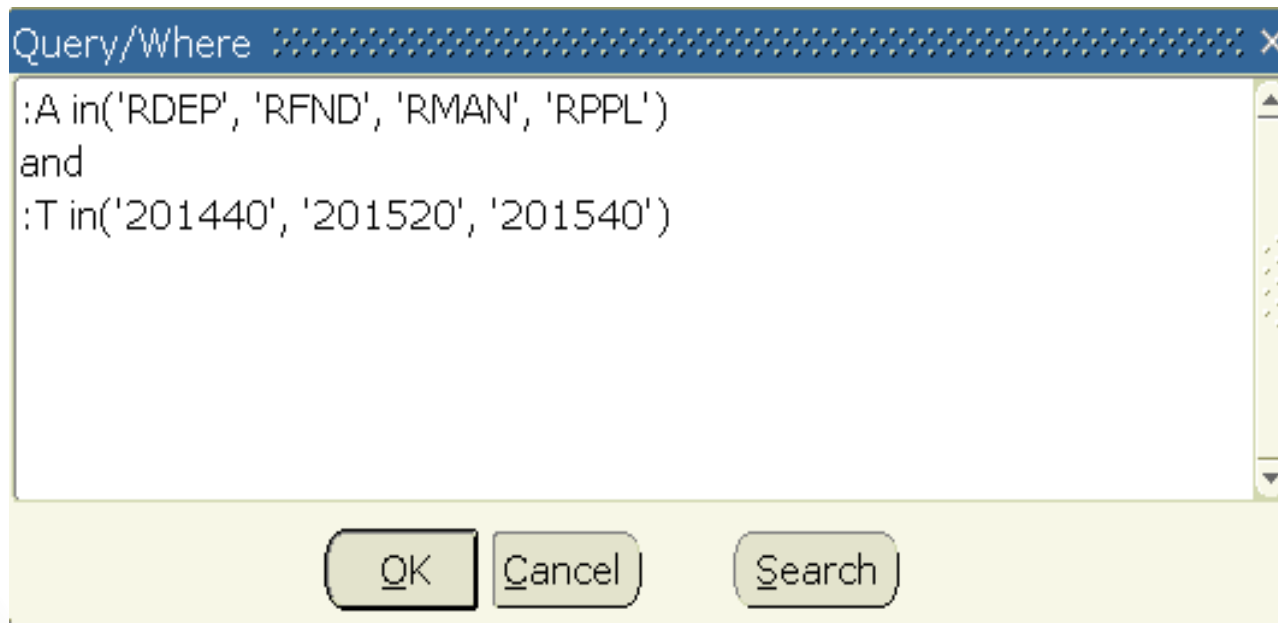 Query/Where
:A in('RDEP', 'RFND', 'RMAN', 'RPPL')
and
:T in('201440', '201520', '201540')
OK Cancel Search